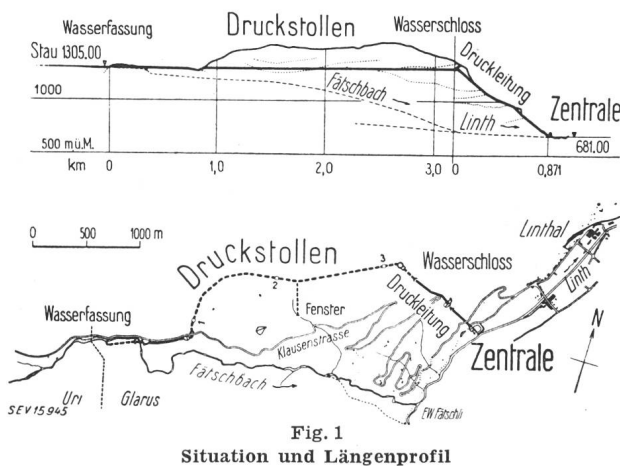 Wasserfassung Druckstollen Wasserschloss
Stau 1305.00
Druckleitung
1000
Fätschbach
Linth
Zentrale
500 m ü.M.
681.00
km 0 1,0 2,0 3,0 0 0,871
0 500 1000 m
Linthal
Linth
Druckstollen
3
Wasserschloss
2
Druckleitung
Wasserfassung
Fenster
Klausenstrasse
Zentrale
N
Fätschbach
Uri Glarus
EW Fätschli
SEV 15945
Fig. 1
Situation und Längenprofil